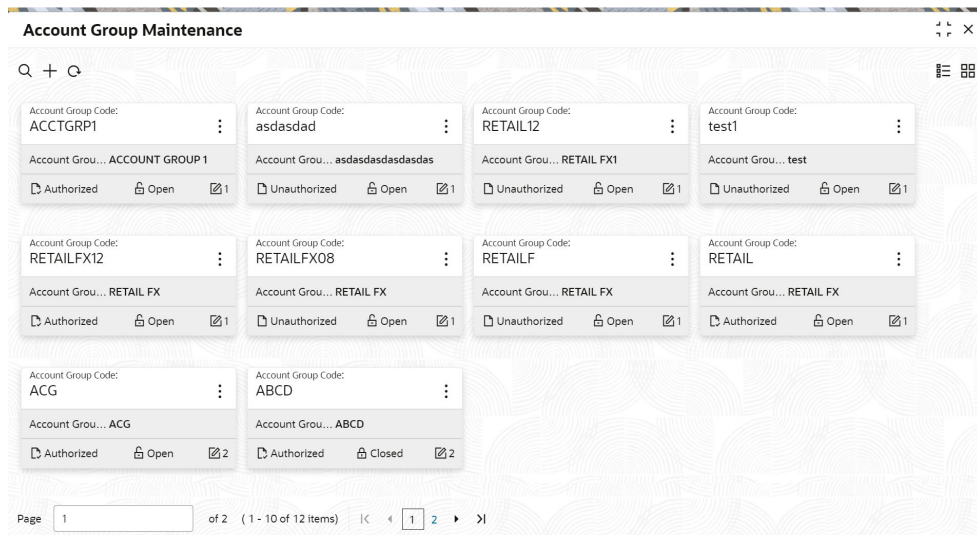 Account Group Maintenance
Account Group Code:
ACCTGRP1
Account Grou... ACCOUNT GROUP 1
Authorized Open 1
Account Group Code:
asdasdad
Account Grou... asdasdasdasdasdas
Unauthorized Open 1
Account Group Code:
RETAIL12
Account Grou... RETAIL FX1
Unauthorized Open 1
Account Group Code:
test1
Account Grou... test
Unauthorized Open 1
Account Group Code:
RETAILFX12
Account Grou... RETAIL FX
Authorized Open 1
Account Group Code:
RETAILFX08
Account Grou... RETAIL FX
Unauthorized Open 1
Account Group Code:
RETAILF
Account Grou... RETAIL FX
Unauthorized Open 1
Account Group Code:
RETAIL
Account Grou... RETAIL FX
Authorized Open 1
Account Group Code:
ACG
Account Grou... ACG
Authorized Open 2
Account Group Code:
ABCD
Account Grou... ABCD
Authorized Closed 2
Page 1 of 2 ( 1 - 10 of 12 items) 1 2